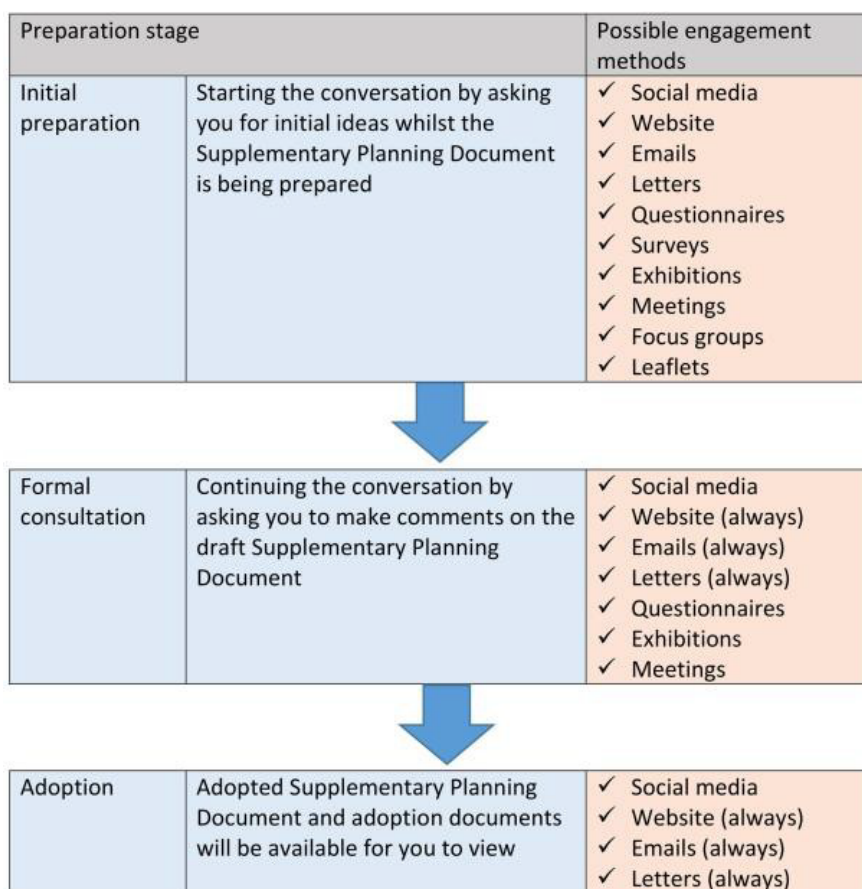 Preparation stage
Possible engagement
methods
Initial
preparation
Starting the conversation by asking
you for initial ideas whilst the
Supplementary Planning Document
is being prepared
✓ Social media
✓ Website
✓ Emails
✓ Letters
✓ Questionnaires
✓ Surveys
✓ Exhibitions
✓ Meetings
✓ Focus groups
✓ Leaflets
Formal
consultation
Continuing the conversation by
asking you to make comments on the
draft Supplementary Planning
Document
✓ Social media
✓ Website (always)
✓ Emails (always)
✓ Letters (always)
✓ Questionnaires
✓ Exhibitions
✓ Meetings
Adoption
Adopted Supplementary Planning
Document and adoption documents
will be available for you to view
✓ Social media
✓ Website (always)
✓ Emails (always)
✓ Letters (always)